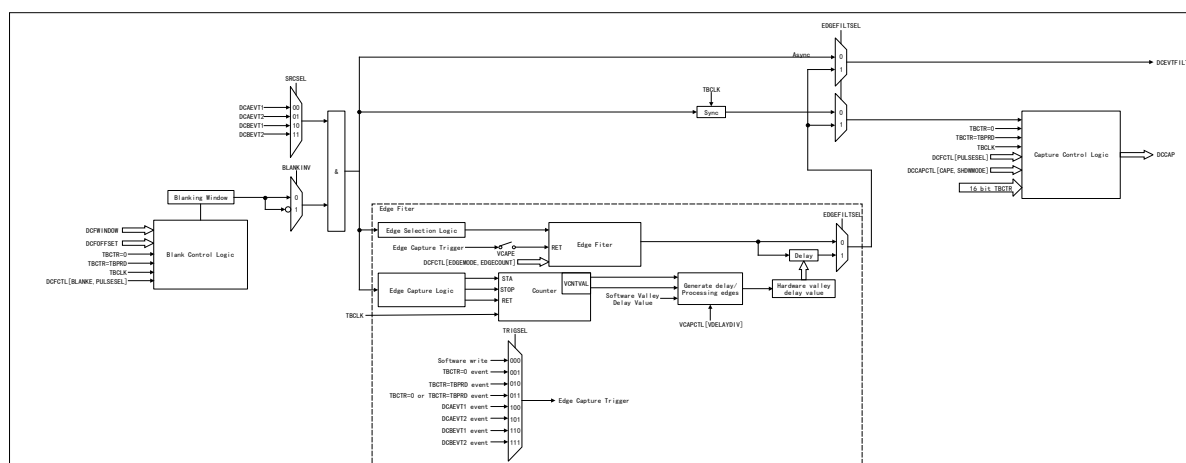 EDGEFILTSEL
Async
0
1
DCEVTFILT
SRCSEL
TBCLK
DCAEVT1
00
DCAEVT2
01
DCBEVT1
10
DCBEVT2
11
Sync
0
1
TBCTR=0
TBCTR=TBPRD
TBCLK
DCFCTL[PULSESEL]
DCCAPCTL[CAPE,SHDWMODE]
16 bit TBCTR
Capture Control Logic
DCCAP
BLANKINV
&
Blanking Window
0
1
DCFWINDOW
DCFOFFSET
TBCTR=0
TBCTR=TBPRD
TBCLK
DCFCTL[BLANKE,PULSESEL]
Blank Control Logic
Edge Fiter
EDGEFILTSEL
Edge Selection Logic
Edge Capture Trigger
VCAPE
RET
Edge Fiter
DCFCTL[EDGEMODE,EDGECOUNT]
0
1
Delay
Edge Capture Logic
STA
STOP
RET
Counter
VCNTVAL
Software Valley
Delay Value
Generate delay/
Processing edges
Hardware valley
delay value
TBCLK
VCAPCTL[VDELAYDIV]
TRIGSEL
Software write
000
TBCTR=0 event
001
TBCTR=TBPRD event
010
TBCTR=0 or TBCTR=TBPRD event
011
DCAEVT1 event
100
DCAEVT2 event
101
DCBEVT1 event
110
DCBEVT2 event
111
Edge Capture Trigger